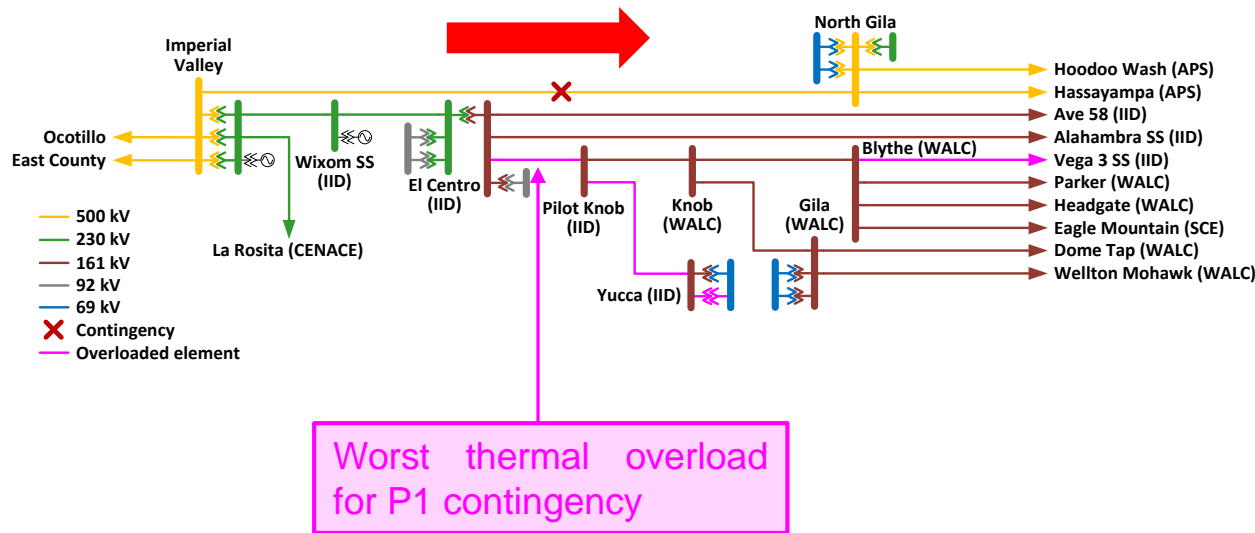 North Gila
Imperial
Valley
Hoodoo Wash (APS)
Hassayampa (APS)
Ave 58 (IID)
Ocotillo
Alahambra SS (IID)
Blythe (WALC)
East County
Wixom SS
(IID)
Vega 3 SS (IID)
El Centro
(IID)
Parker (WALC)
Pilot Knob
(IID)
Knob
(WALC)
Gila
(WALC)
Headgate (WALC)
Eagle Mountain (SCE)
La Rosita (CENACE)
Dome Tap (WALC)
Wellton Mohawk (WALC)
Yucca (IID)
500 kV
230 kV
161 kV
92 kV
69 kV
Contingency
Overloaded element
Worst thermal overload
for P1 contingency